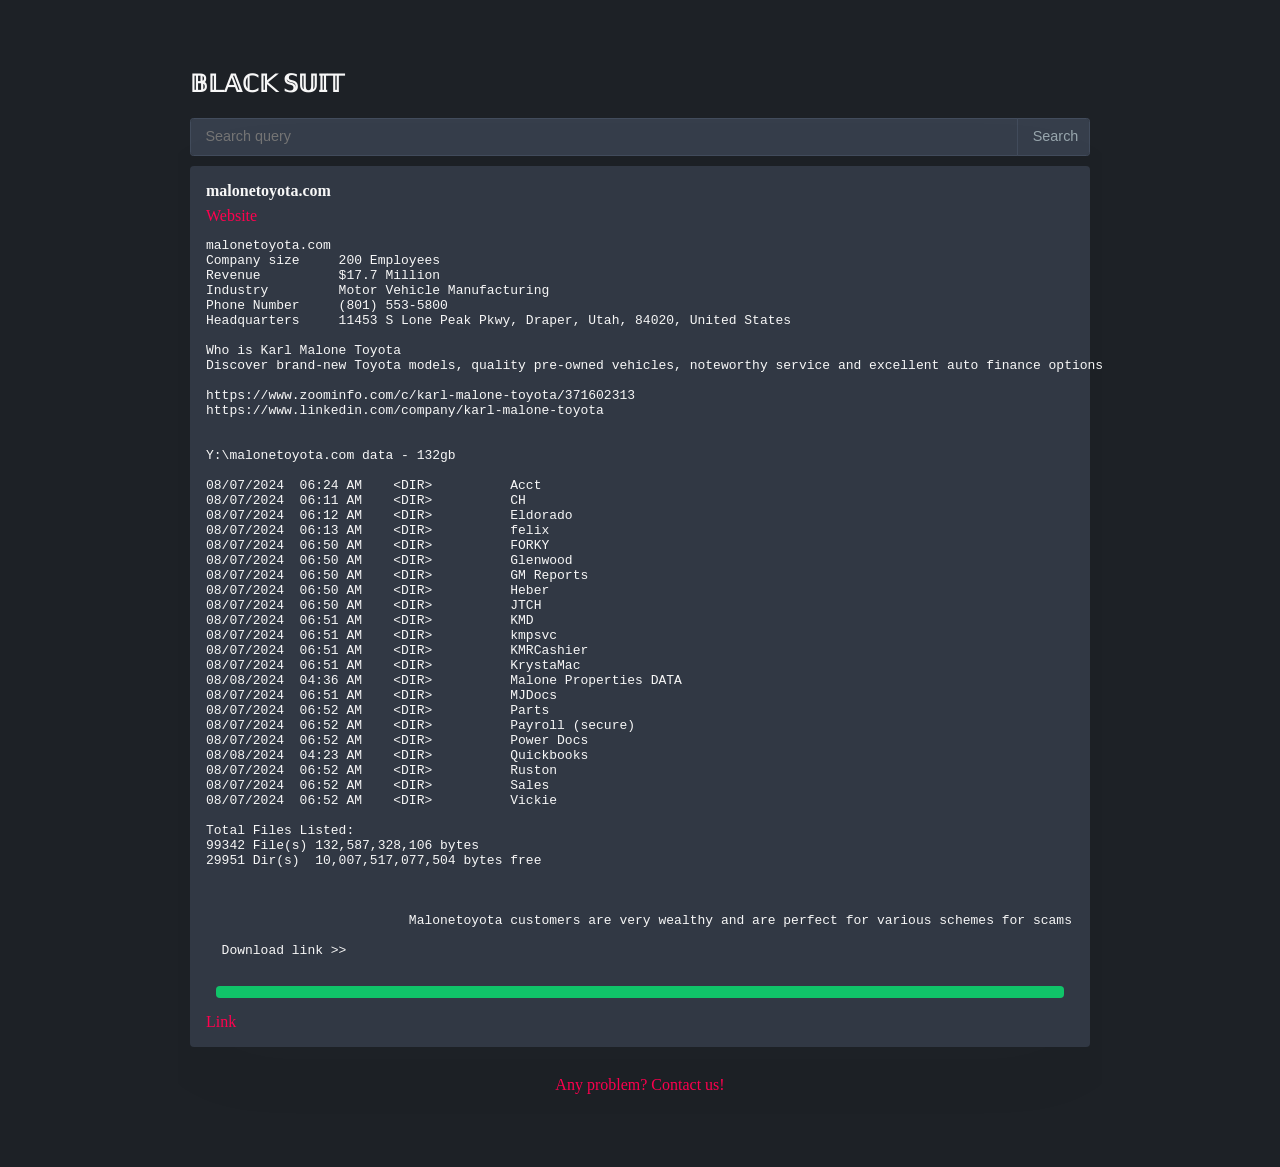 𝔹𝕃𝔸ℂ𝕂 𝕊𝕌𝕀𝕋
Search query
Search
malonetoyota.com
Website
malonetoyota.com
Company size     200 Employees
Revenue          $17.7 Million
Industry         Motor Vehicle Manufacturing
Phone Number     (801) 553-5800
Headquarters     11453 S Lone Peak Pkwy, Draper, Utah, 84020, United States
Who is Karl Malone Toyota
Discover brand-new Toyota models, quality pre-owned vehicles, noteworthy service and excellent auto finance options
https://www.zoominfo.com/c/karl-malone-toyota/371602313
https://www.linkedin.com/company/karl-malone-toyota
Y:\malonetoyota.com data - 132gb
08/07/2024  06:24 AM    <DIR>          Acct
08/07/2024  06:11 AM    <DIR>          CH
08/07/2024  06:12 AM    <DIR>          Eldorado
08/07/2024  06:13 AM    <DIR>          felix
08/07/2024  06:50 AM    <DIR>          FORKY
08/07/2024  06:50 AM    <DIR>          Glenwood
08/07/2024  06:50 AM    <DIR>          GM Reports
08/07/2024  06:50 AM    <DIR>          Heber
08/07/2024  06:50 AM    <DIR>          JTCH
08/07/2024  06:51 AM    <DIR>          KMD
08/07/2024  06:51 AM    <DIR>          kmpsvc
08/07/2024  06:51 AM    <DIR>          KMRCashier
08/07/2024  06:51 AM    <DIR>          KrystaMac
08/08/2024  04:36 AM    <DIR>          Malone Properties DATA
08/07/2024  06:51 AM    <DIR>          MJDocs
08/07/2024  06:52 AM    <DIR>          Parts
08/07/2024  06:52 AM    <DIR>          Payroll (secure)
08/07/2024  06:52 AM    <DIR>          Power Docs
08/08/2024  04:23 AM    <DIR>          Quickbooks
08/07/2024  06:52 AM    <DIR>          Ruston
08/07/2024  06:52 AM    <DIR>          Sales
08/07/2024  06:52 AM    <DIR>          Vickie
Total Files Listed:
99342 File(s) 132,587,328,106 bytes
29951 Dir(s)  10,007,517,077,504 bytes free
Malonetoyota customers are very wealthy and are perfect for various schemes for scams
Download link >>
Link
Any problem? Contact us!